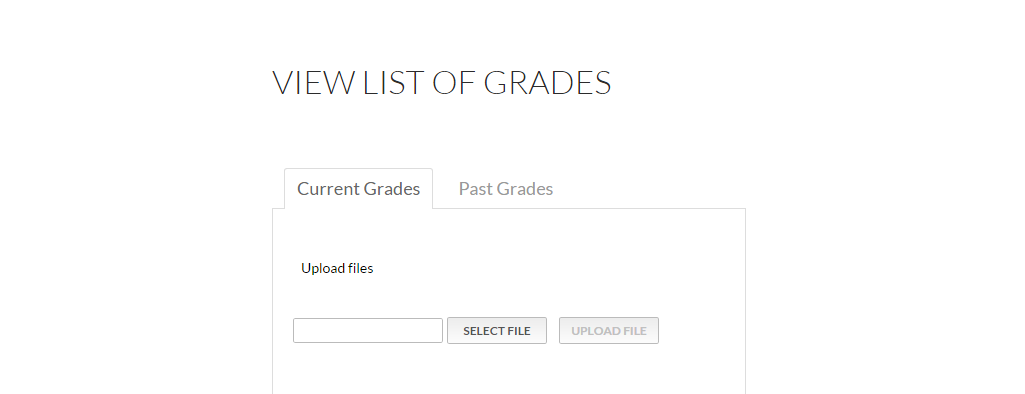 VIEW LIST OF GRADES
Current Grades Past Grades
Upload files
SELECT FILE UPLOAD FILE